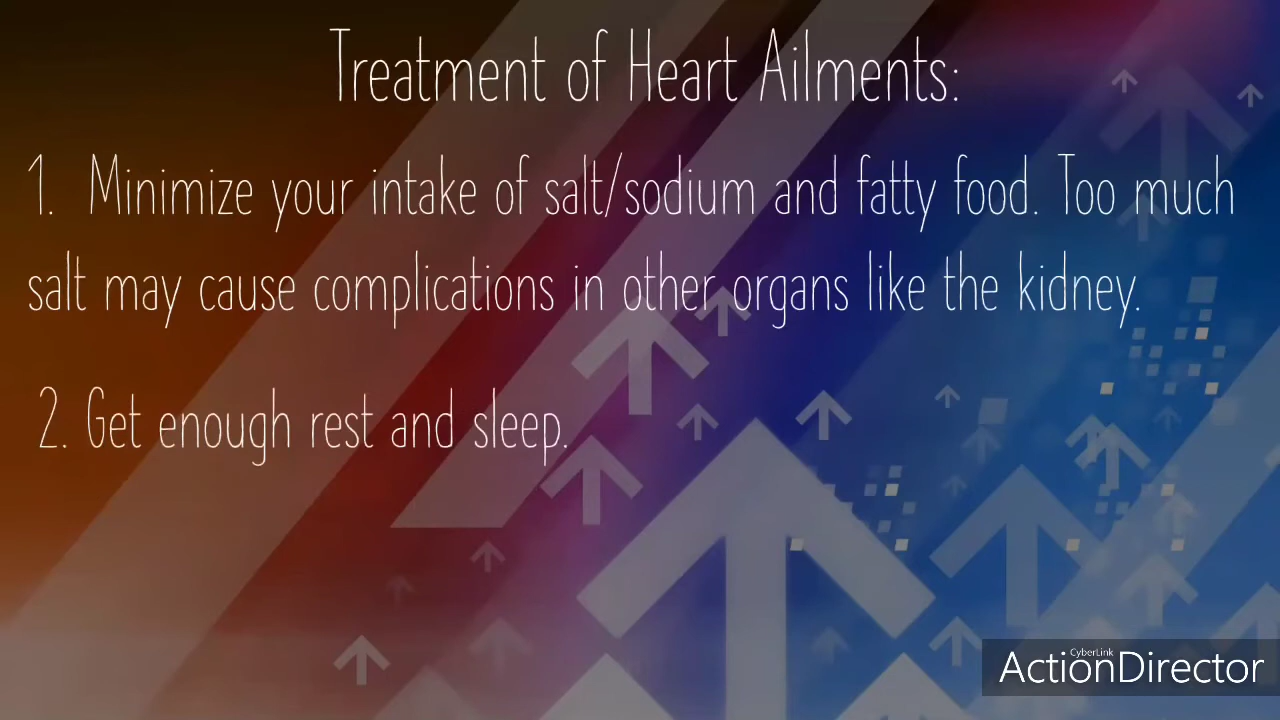 Treatment of Heart Ailments:
1. Minimize your intake of salt/sodium and fatty food. Too much
salt may cause complications in other organs like the kidney.
2. Get enough rest and sleep.
CyberLink
ActionDirector